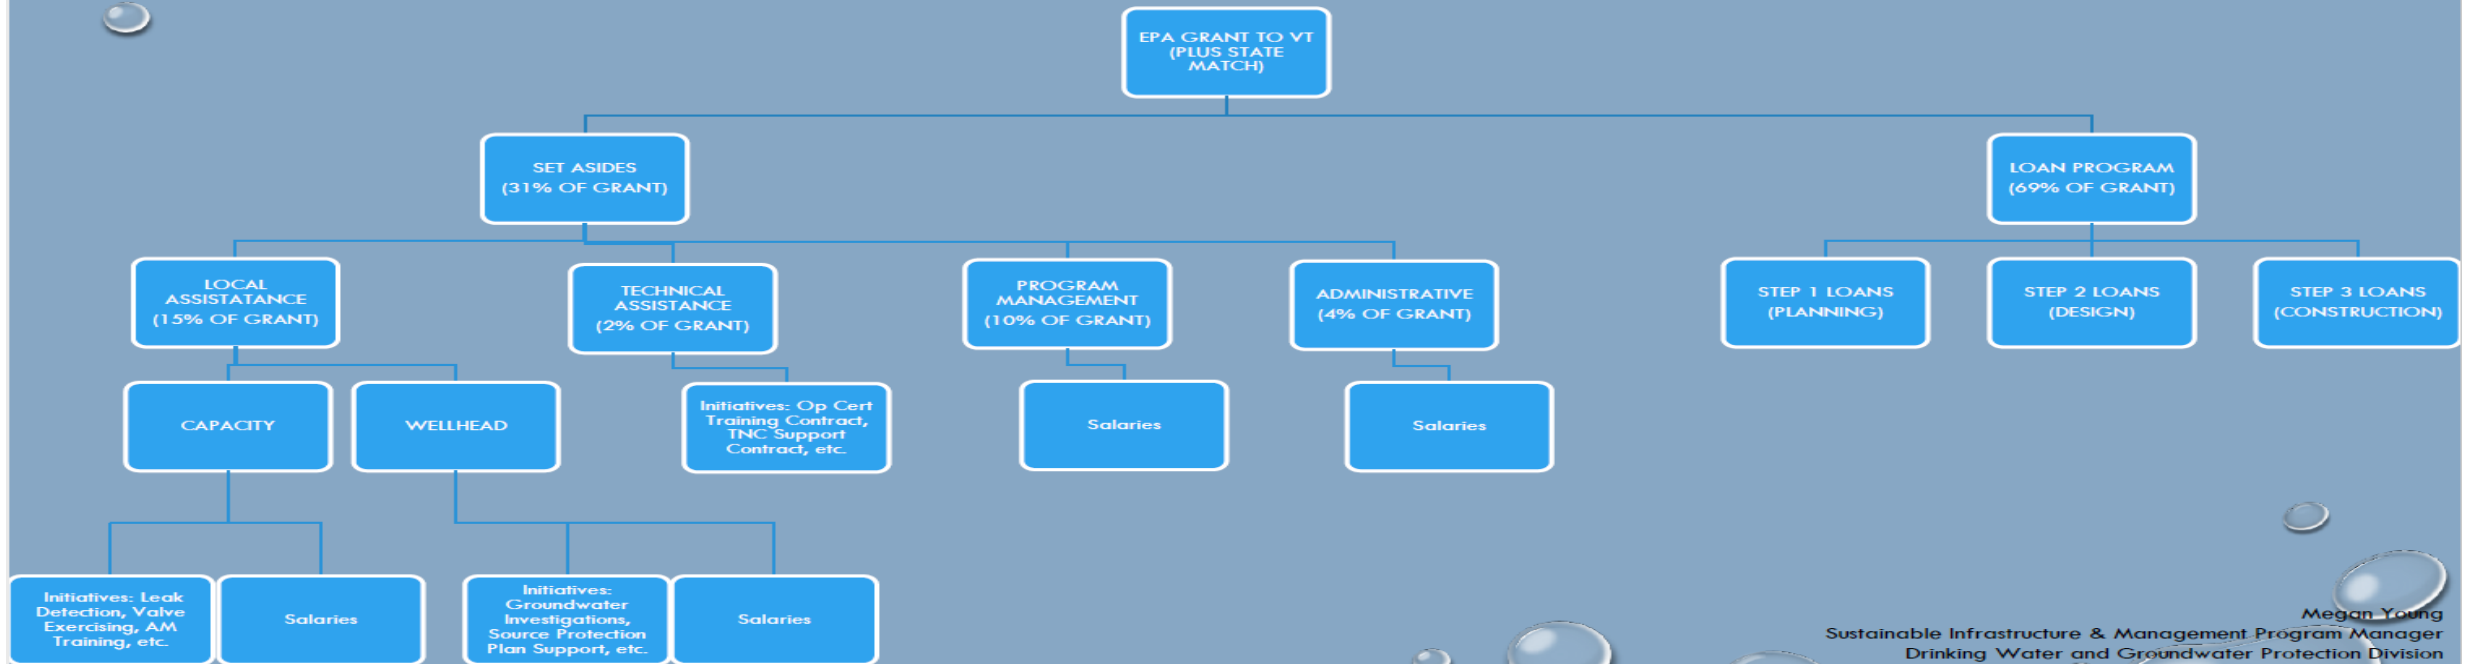 EPA GRANT TO VT
(PLUS STATE
MATCH)
SET ASIDES
(31% OF GRANT)
LOAN PROGRAM
(69% OF GRANT)
LOCAL
ASSISTATANCE
(15% OF GRANT)
TECHNICAL
ASSISTANCE
(2% OF GRANT)
PROGRAM
MANAGEMENT
(10% OF GRANT)
ADMINISTRATIVE
(4% OF GRANT)
STEP 1 LOANS
(PLANNING)
STEP 2 LOANS
(DESIGN)
STEP 3 LOANS
(CONSTRUCTION)
CAPACITY
WELLHEAD
Initiatives: Op Cert
Training Contract,
TNC Support
Contract, etc.
Salaries
Salaries
Initiatives: Leak
Detection, Valve
Exercising, AM
Training, etc.
Salaries
Initiatives:
Groundwater
Investigations,
Source Protection
Plan Support, etc.
Salaries
Megan Young
Sustainable Infrastructure & Management Program Manager
Drinking Water and Groundwater Protection Division